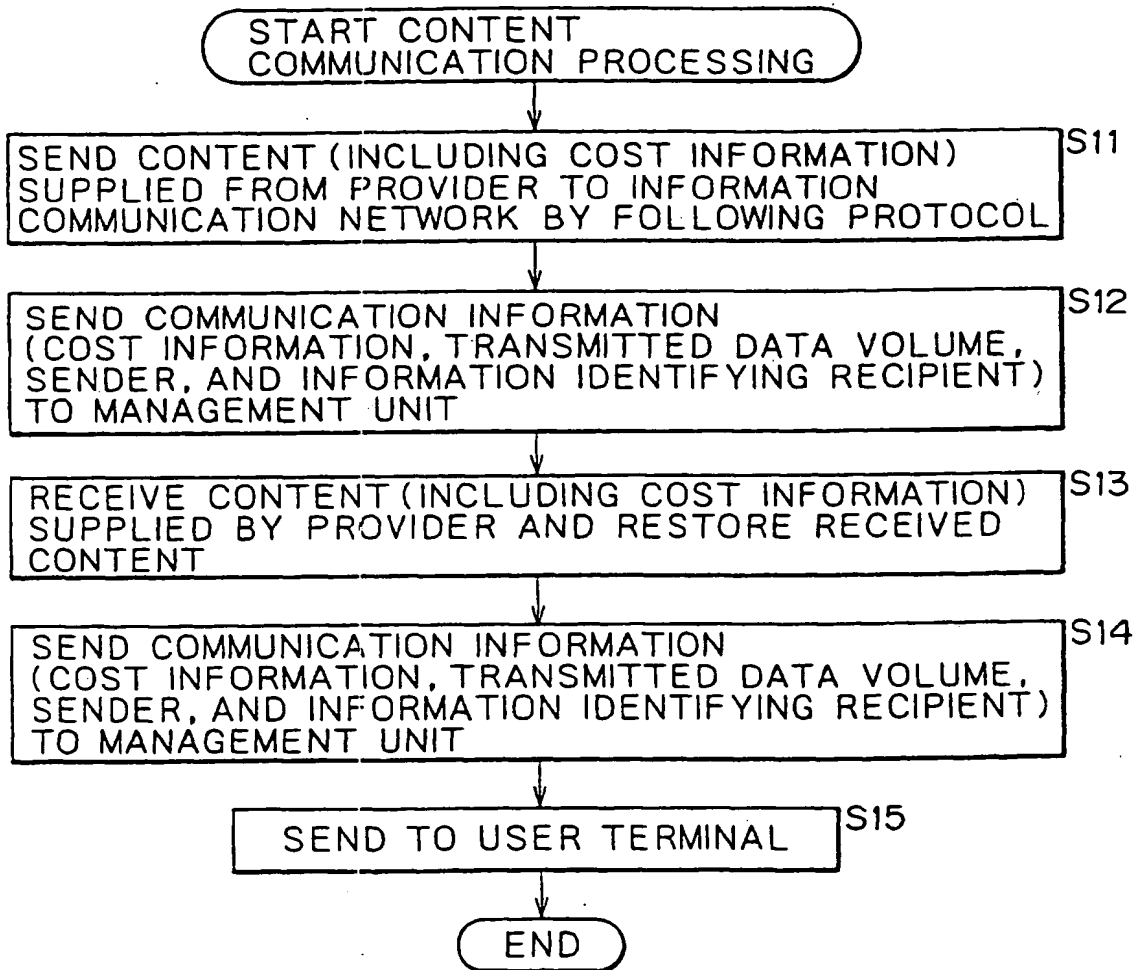 START CONTENT
COMMUNICATION PROCESSING
S11
SEND CONTENT (INCLUDING COST INFORMATION)
SUPPLIED FROM PROVIDER TO INFORMATION
COMMUNICATION NETWORK BY FOLLOWING PROTOCOL
S12
SEND COMMUNICATION INFORMATION
(COST INFORMATION, TRANSMITTED DATA VOLUME,
SENDER, AND INFORMATION IDENTIFYING RECIPIENT)
TO MANAGEMENT UNIT
S13
RECEIVE CONTENT (INCLUDING COST INFORMATION)
SUPPLIED BY PROVIDER AND RESTORE RECEIVED
CONTENT
S14
SEND COMMUNICATION INFORMATION
(COST INFORMATION, TRANSMITTED DATA VOLUME,
SENDER, AND INFORMATION IDENTIFYING RECIPIENT)
TO MANAGEMENT UNIT
S15
SEND TO USER TERMINAL
END